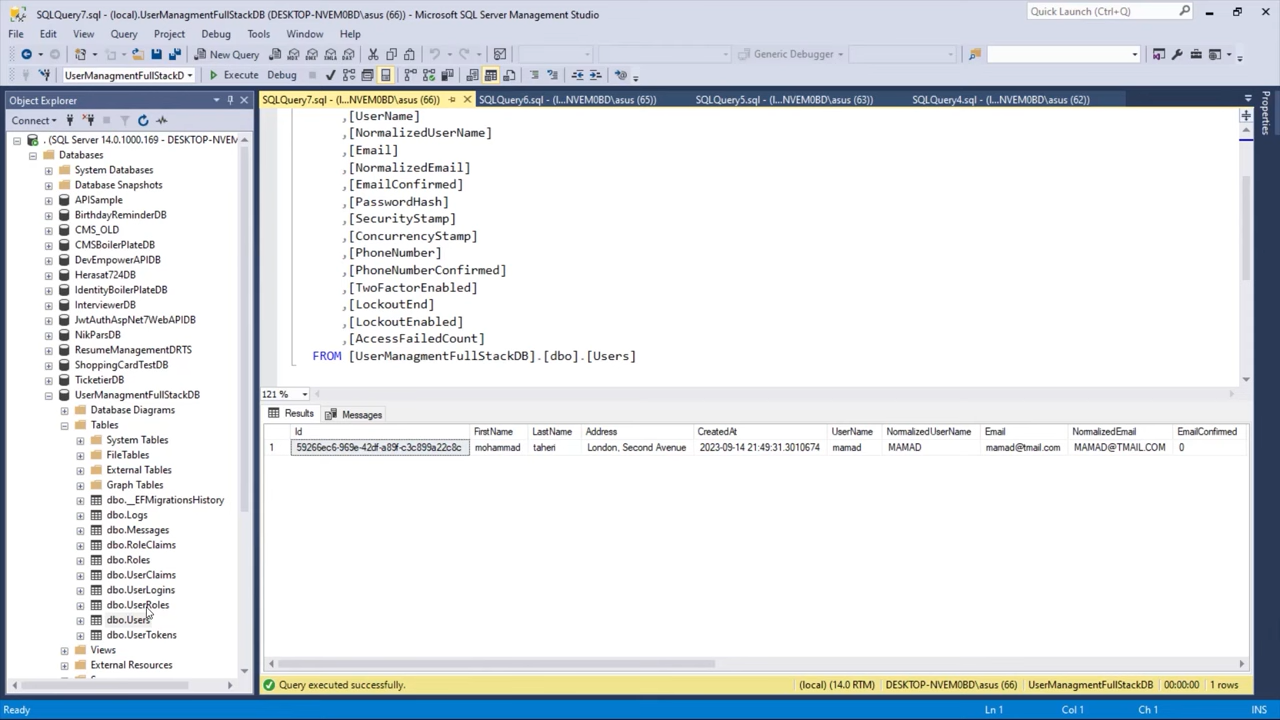 SQLQuery7.sql - (local).UserManagmentFullStackDB (DESKTOP-NVEM0BD\asus (66)) - Microsoft SQL Server Management Studio
Quick Launch (Ctrl+Q)
File Edit View Query Project Debug Tools Window Help
New Query
Generic Debugger
UserManagmentFullStackD
Execute Debug
Object Explorer
Connect
. (SQL Server 14.0.1000.169 - DESKTOP-NVEM
Databases
System Databases
Database Snapshots
APISample
BirthdayReminderDB
CMS_OLD
CMSBoilerPlateDB
DevEmpowerAPIDB
Herasat724DB
IdentityBoilerPlateDB
InterviewerDB
JwtAuthAspNet7WebAPIDB
NikParsDB
ResumeManagementDRTS
ShoppingCardTestDB
TicketierDB
UserManagmentFullStackDB
Database Diagrams
Tables
System Tables
FileTables
External Tables
Graph Tables
dbo.__EFMigrationsHistory
dbo.Logs
dbo.Messages
dbo.RoleClaims
dbo.Roles
dbo.UserClaims
dbo.UserLogins
dbo.UserRoles
dbo.Users
dbo.UserTokens
Views
External Resources
SQLQuery7.sql - (l...NVEM0BD\asus (66)) SQLQuery6.sql - (l...NVEM0BD\asus (65)) SQLQuery5.sql - (l...NVEM0BD\asus (63)) SQLQuery4.sql - (l...NVEM0BD\asus (62))
,[UserName]
,[NormalizedUserName]
,[Email]
,[NormalizedEmail]
,[EmailConfirmed]
,[PasswordHash]
,[SecurityStamp]
,[ConcurrencyStamp]
,[PhoneNumber]
,[PhoneNumberConfirmed]
,[TwoFactorEnabled]
,[LockoutEnd]
,[LockoutEnabled]
,[AccessFailedCount]
FROM [UserManagmentFullStackDB].[dbo].[Users]
121 %
Results Messages
Id FirstName LastName Address CreatedAt UserName NormalizedUserName Email NormalizedEmail EmailConfirmed
1 59266ec6-969e-42df-a89f-c3c899a22c8c mohammad taheri London, Second Avenue 2023-09-14 21:49:31.3010674 mamad MAMAD mamad@tmail.com MAMAD@TMAIL.COM 0
Query executed successfully. (local) (14.0 RTM) DESKTOP-NVEM0BD\asus (66) UserManagmentFullStackDB 00:00:00 1 rows
Properties
Ready Ln 1 Col 1 Ch 1 INS